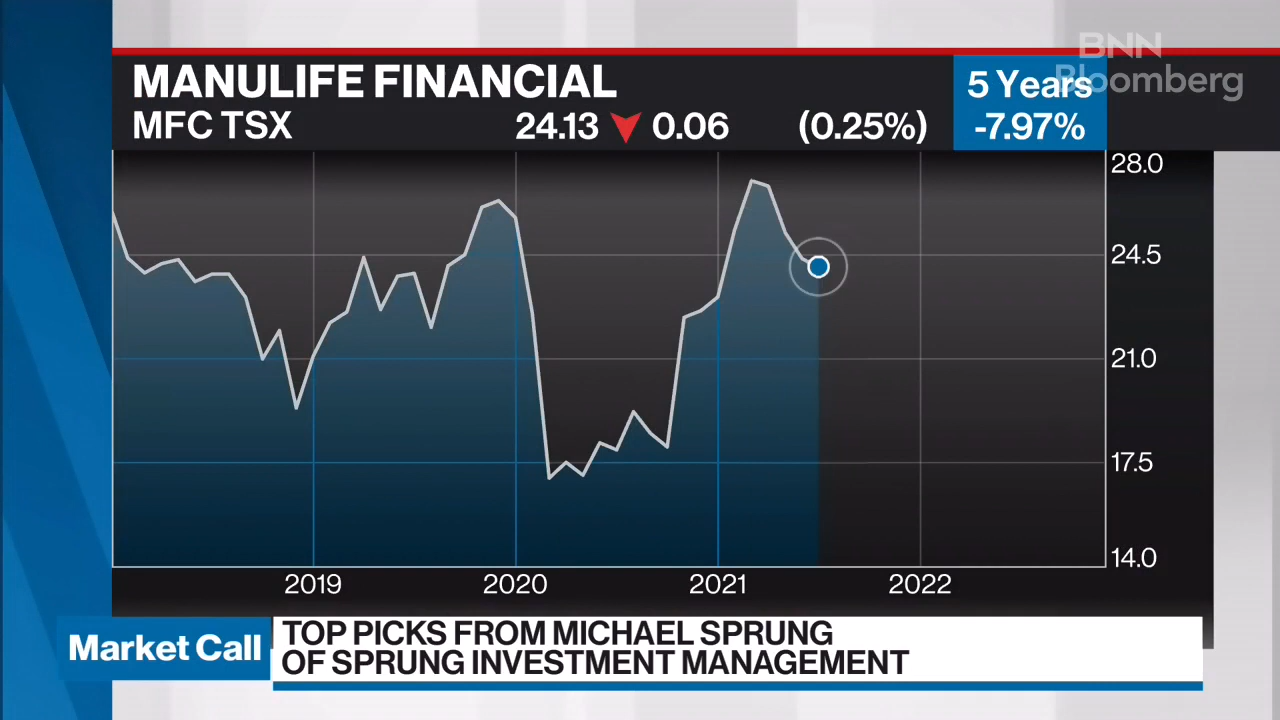 BNN
Bloomberg
MANULIFE FINANCIAL
MFC TSX 24.13 0.06 (0.25%)
5 Years
-7.97%
28.0
24.5
21.0
17.5
14.0
2019 2020 2021 2022
Market Call
TOP PICKS FROM MICHAEL SPRUNG
OF SPRUNG INVESTMENT MANAGEMENT